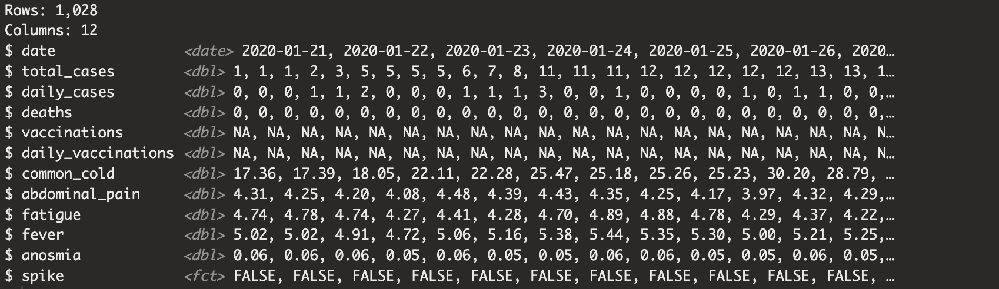 Rows: 1,028
Columns: 12
$ date <date> 2020-01-21, 2020-01-22, 2020-01-23, 2020-01-24, 2020-01-25, 2020-01-26, 2020…
$ total_cases <dbl> 1, 1, 1, 2, 3, 5, 5, 5, 5, 6, 7, 8, 11, 11, 11, 12, 12, 12, 12, 12, 13, 13, 1…
$ daily_cases <dbl> 0, 0, 0, 1, 1, 2, 0, 0, 0, 1, 1, 1, 3, 0, 0, 1, 0, 0, 0, 0, 1, 0, 1, 1, 0, 0,…
$ deaths <dbl> 0, 0, 0, 0, 0, 0, 0, 0, 0, 0, 0, 0, 0, 0, 0, 0, 0, 0, 0, 0, 0, 0, 0, 0, 0, 0,…
$ vaccinations <dbl> NA, NA, NA, NA, NA, NA, NA, NA, NA, NA, NA, NA, NA, NA, NA, NA, NA, NA, NA, N…
$ daily_vaccinations <dbl> NA, NA, NA, NA, NA, NA, NA, NA, NA, NA, NA, NA, NA, NA, NA, NA, NA, NA, NA, N…
$ common_cold <dbl> 17.36, 17.39, 18.05, 22.11, 22.28, 25.47, 25.18, 25.26, 25.23, 30.20, 28.79, …
$ abdominal_pain <dbl> 4.31, 4.25, 4.20, 4.08, 4.48, 4.39, 4.43, 4.35, 4.25, 4.17, 3.97, 4.32, 4.29,…
$ fatigue <dbl> 4.74, 4.78, 4.74, 4.27, 4.41, 4.28, 4.70, 4.89, 4.88, 4.78, 4.29, 4.37, 4.22,…
$ fever <dbl> 5.02, 5.02, 4.91, 4.72, 5.06, 5.16, 5.38, 5.44, 5.35, 5.30, 5.00, 5.21, 5.25,…
$ anosmia <dbl> 0.06, 0.06, 0.06, 0.05, 0.06, 0.05, 0.05, 0.06, 0.06, 0.05, 0.05, 0.06, 0.05,…
$ spike <fct> FALSE, FALSE, FALSE, FALSE, FALSE, FALSE, FALSE, FALSE, FALSE, FALSE, FALSE, …